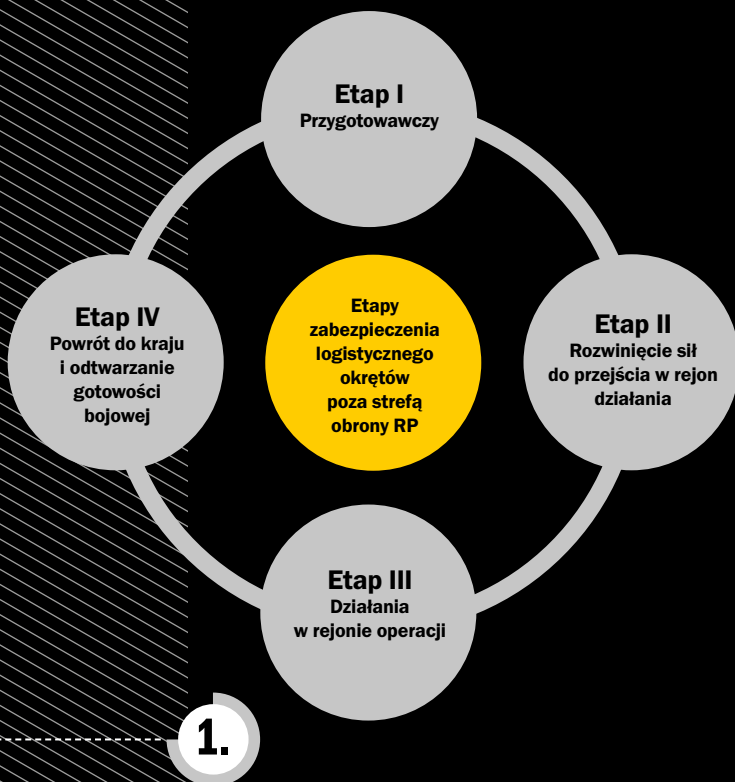 Etap I
Przygotowawczy
Etap IV
Powrót do kraju
i odtwarzanie
gotowości
bojowej
Etapy
zabezpieczenia
logistycznego
okrętów
poza strefą
obrony RP
Etap II
Rozwinięcie sił
do przejścia w rejon
działania
Etap III
Działania
w rejonie operacji
1.